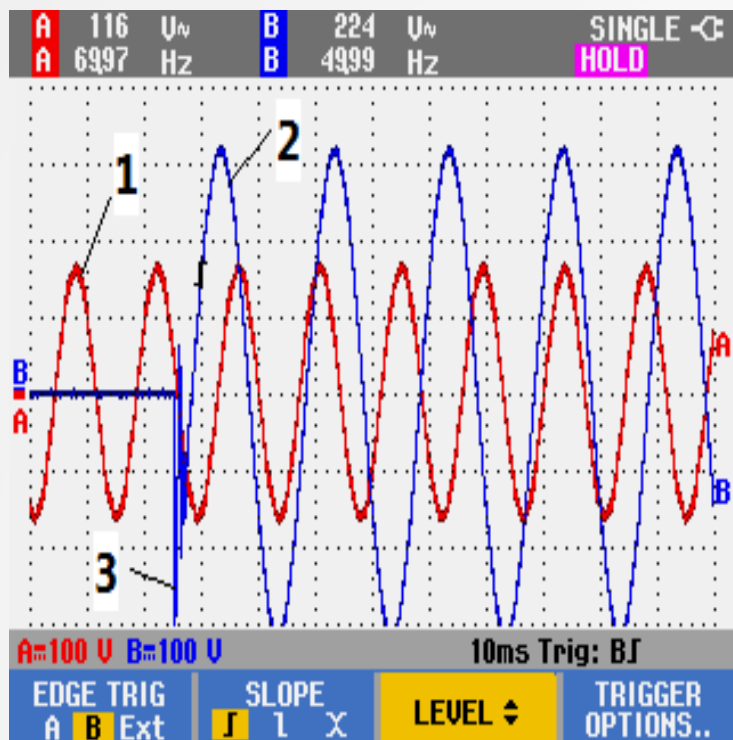 A 116 V~ B 224 V~ SINGLE
A 69.97 Hz B 49.99 Hz HOLD
1
2
A
B
A
B
3
A=100 V B=100 V 10ms Trig: B∫
EDGE TRIG SLOPE LEVEL TRIGGER
A B Ext ∫ l X OPTIONS..